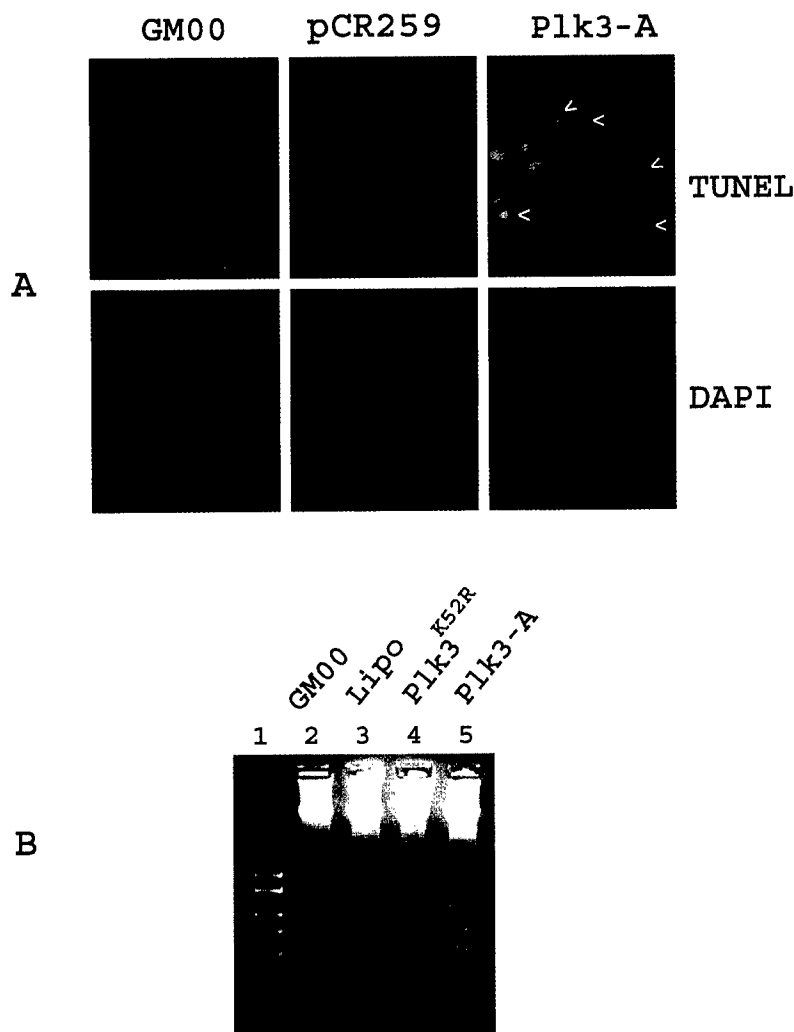 GM00 pCR259 Plk3-A
TUNEL
A
DAPI
GM00
Lipo
Plk3K52R
Plk3-A
1 2 3 4 5
B